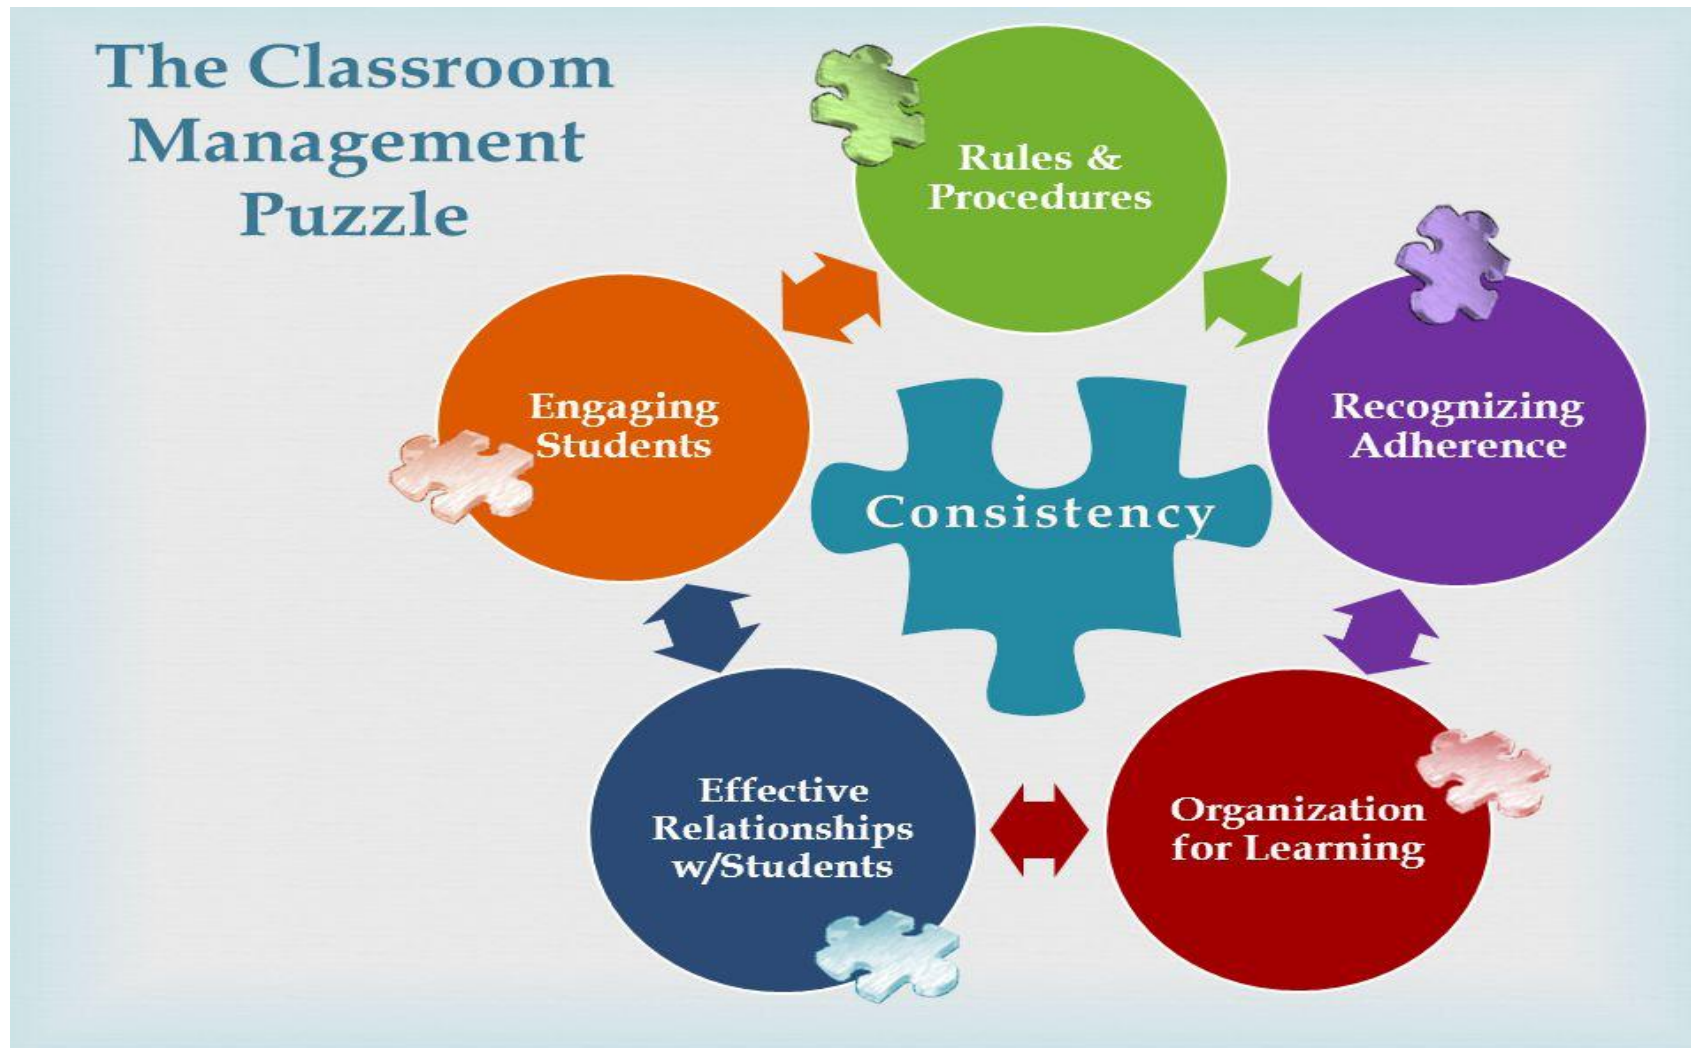 The Classroom
Management
Puzzle
Rules &
Procedures
Recognizing
Adherence
Engaging
Students
Consistency
Effective
Relationships
w/Students
Organization
for Learning